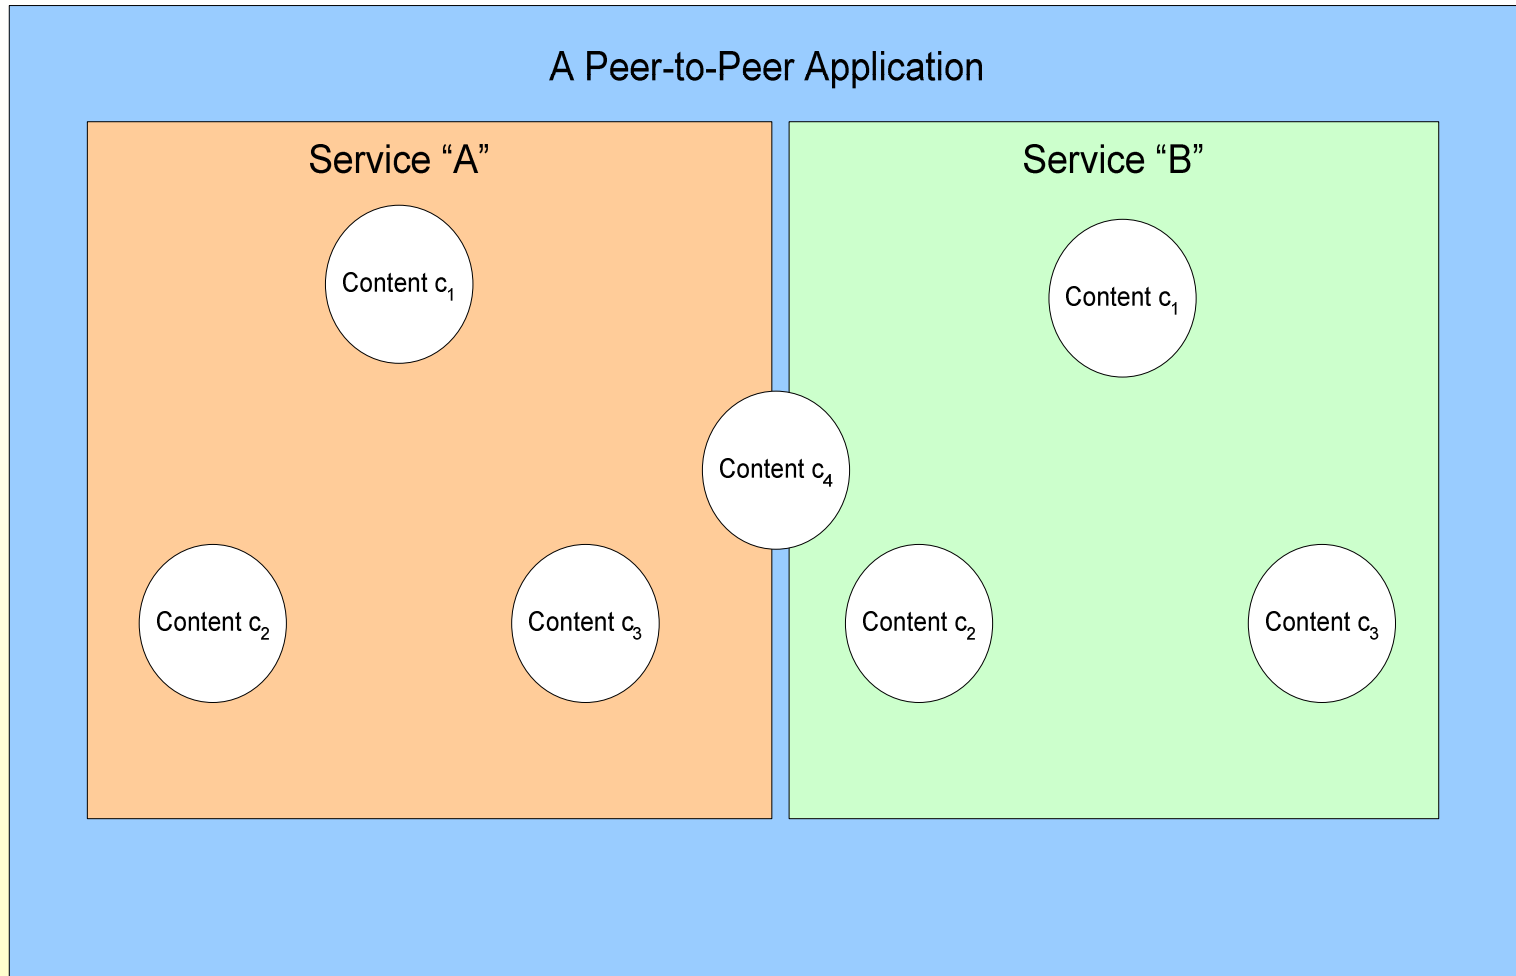 A Peer-to-Peer Application
Service “A”
Content c₁
Content c₂
Content c₃
Content c₄
Service “B”
Content c₁
Content c₂
Content c₃